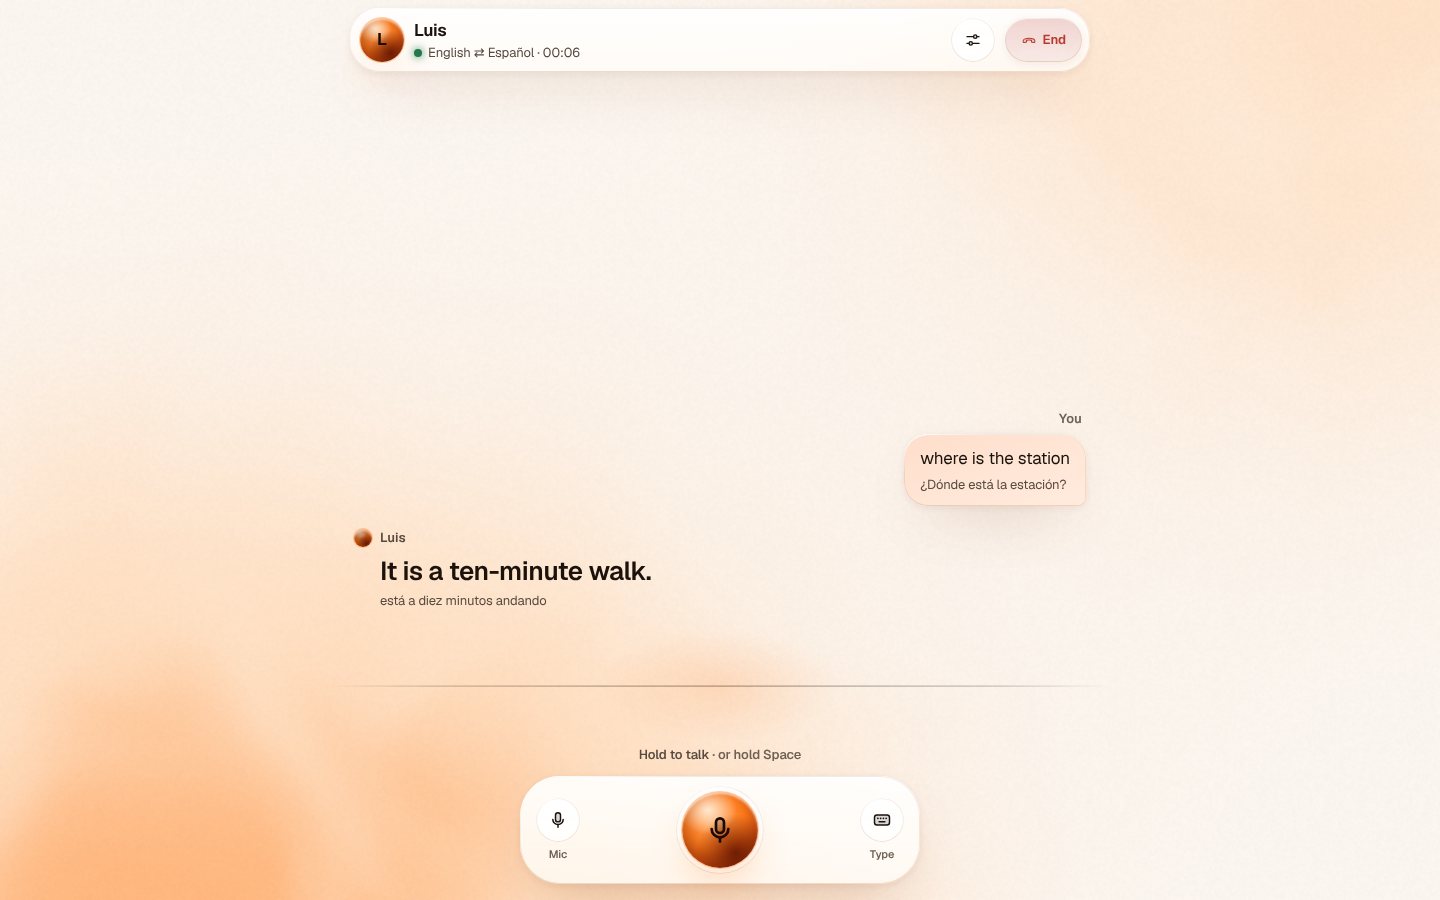 L
Luis
English ⇄ Español · 00:06
End
You
where is the station
¿Dónde está la estación?
Luis
It is a ten-minute walk.
está a diez minutos andando
Hold to talk · or hold Space
Mic
Type